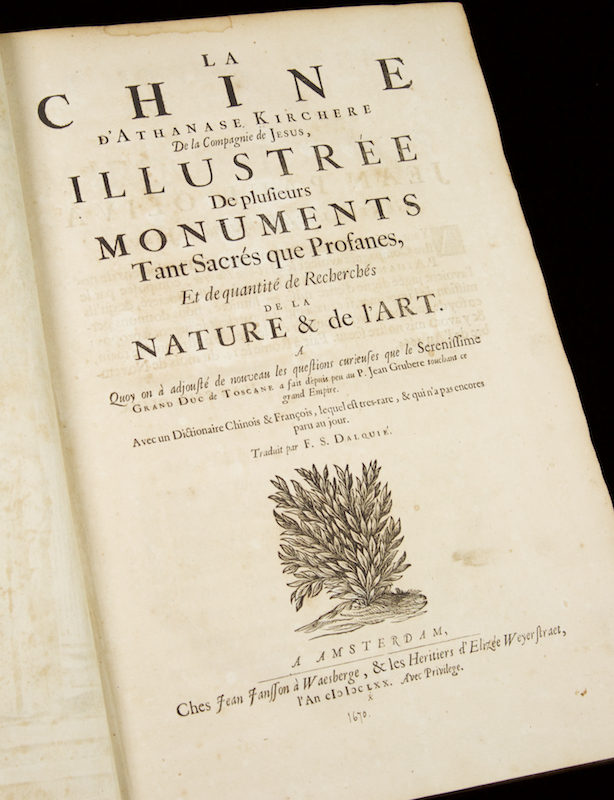 LA
CHINE
D'ATHANASE KIRCHERE
De la Compagnie de JESUS,
ILLUSTRÉE
De pluſieurs
MONUMENTS
Tant Sacrés que Profanes,
Et de quantité de Recherchés
DE LA
NATURE & de l'ART.
A
Quoy on à adjouſté de nouveau les queſtions curieuſes que le Sereniſſime
GRAND DUC de TOSCANE a fait depuis peu au P. Jean Grubere touchant ce
grand Empire.
Avec un Dictionaire Chinois & François, lequel eſt tres-rare, & qui n'a pas encores
paru au jour.
Traduit par F. S. DALQUIÉ.
A AMSTERDAM,
Chés Jean Janſſon à Waesberge, & les Heritiers d'Elizée Weyerſtraet,
l'An cIↄ Iↄc LXX. Avec Privilege.
1670.